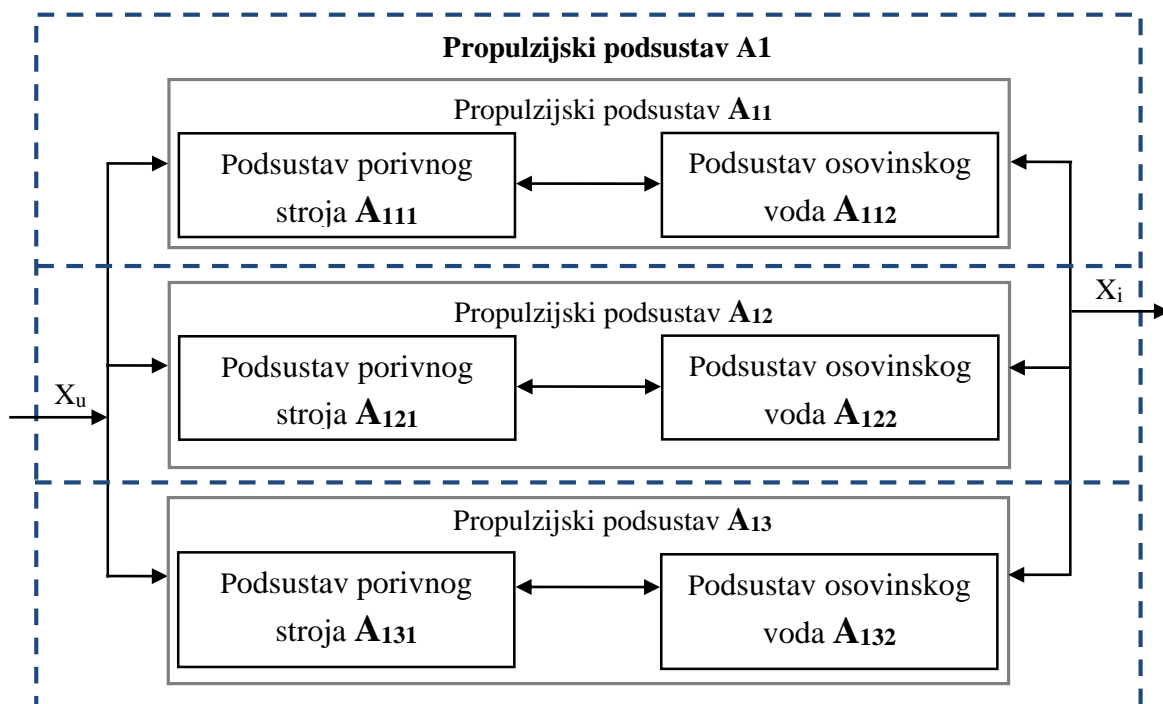 Propulzijski podsustav A1
Propulzijski podsustav A11
Podsustav porivnog
stroja A111
Podsustav osovinskog
voda A112
Xi
Propulzijski podsustav A12
Podsustav porivnog
stroja A121
Podsustav osovinskog
voda A122
Xu
Propulzijski podsustav A13
Podsustav porivnog
stroja A131
Podsustav osovinskog
voda A132